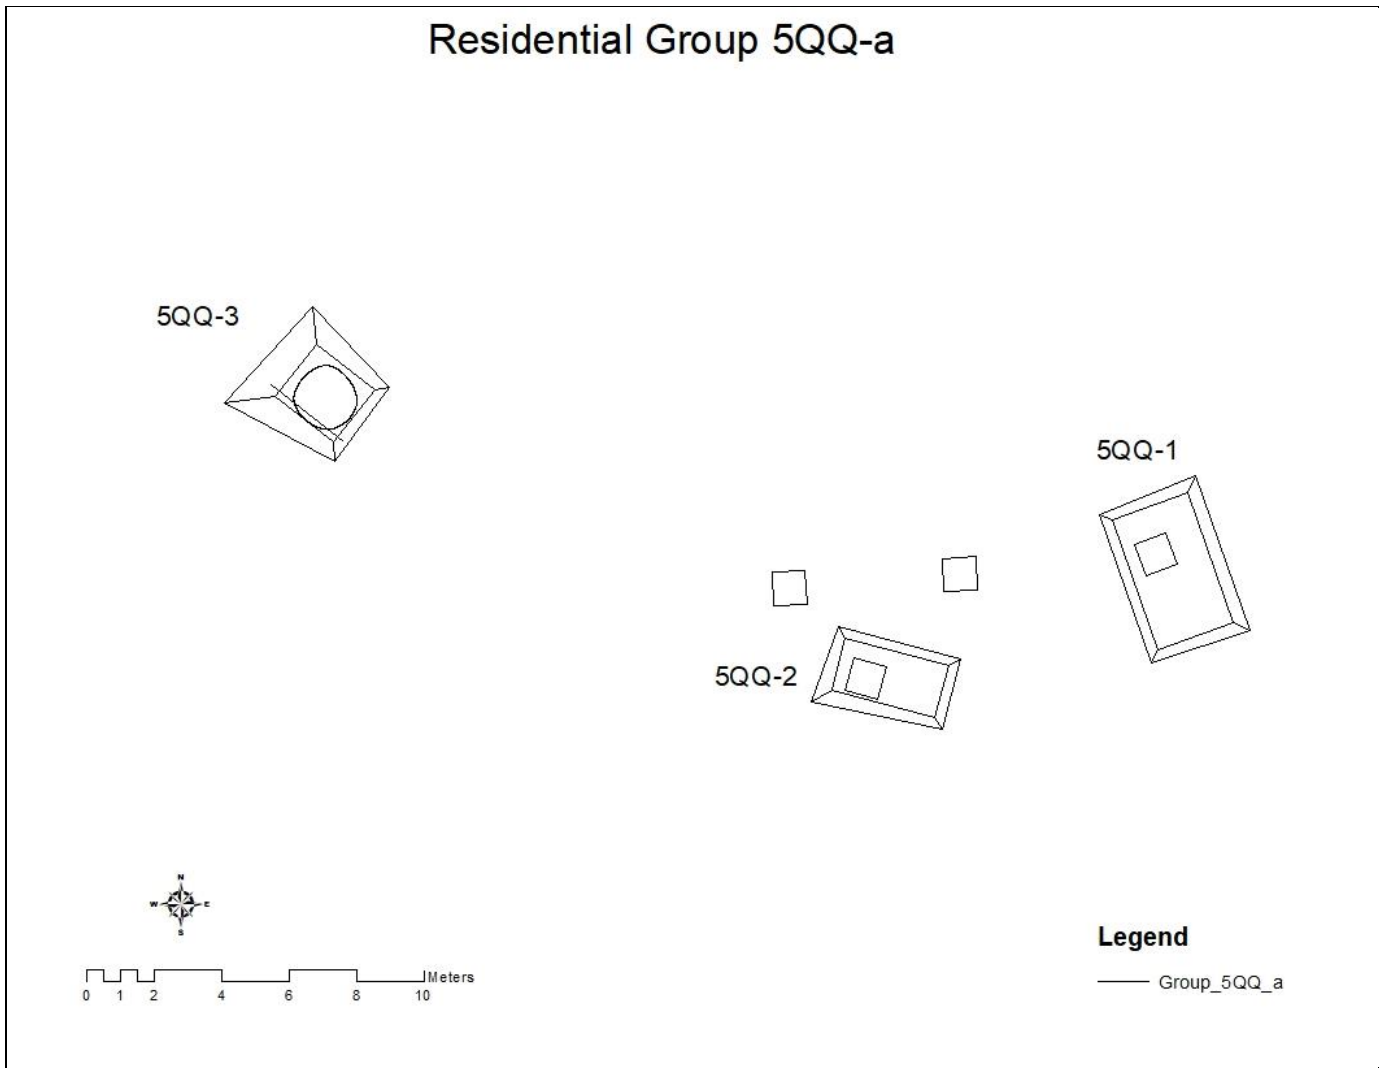 Residential Group 5QQ-a
5QQ-3
5QQ-1
5QQ-2
N
W E
S
Meters
0 1 2 4 6 8 10
Legend
Group_5QQ_a